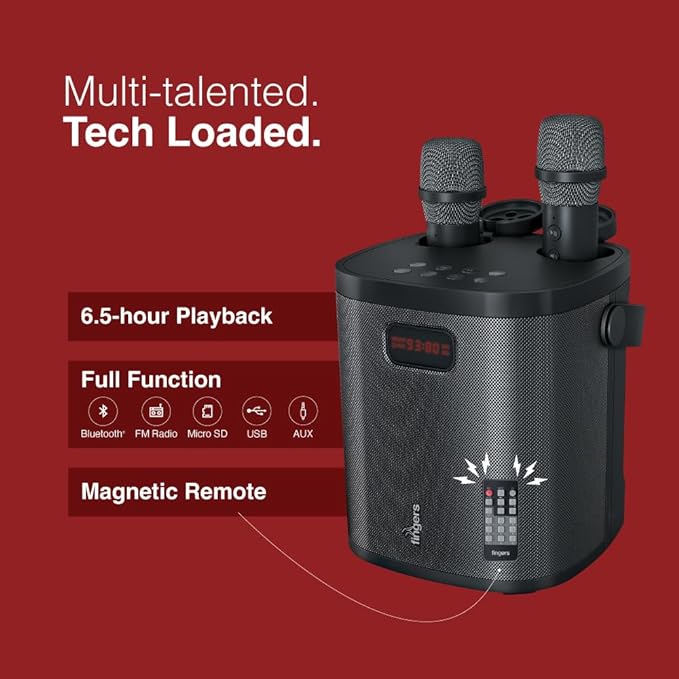 Multi-talented.
Tech Loaded.
6.5-hour Playback
Full Function
Bluetooth® FM Radio Micro SD USB AUX
Magnetic Remote
fingers
fingers